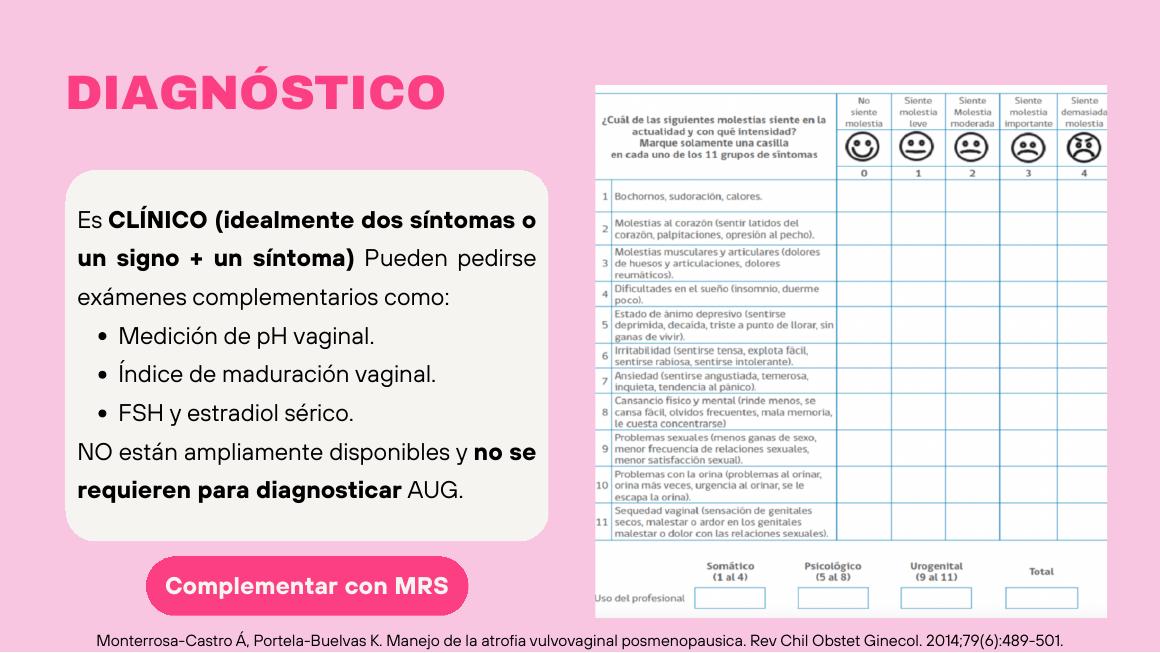 DIAGNÓSTICO
Es CLÍNICO (idealmente dos síntomas o
un signo + un síntoma) Pueden pedirse
exámenes complementarios como:
• Medición de pH vaginal.
• Índice de maduración vaginal.
• FSH y estradiol sérico.
NO están ampliamente disponibles y no se
requieren para diagnosticar AUG.
Complementar con MRS
¿Cuál de las siguientes molestias siente en la
actualidad y con qué intensidad?
Marque solamente una casilla
en cada uno de los 11 grupos de síntomas
No
siente
molestia
Siente
molestia
leve
Siente
Molestia
moderada
Siente
molestia
importante
Siente
demasiada
molestia
0 1 2 3 4
1 Bochornos, sudoración, calores.
2 Molestias al corazón (sentir latidos del
corazón, palpitaciones, opresión al pecho).
3 Molestias musculares y articulares (dolores
de huesos y articulaciones, dolores
reumáticos).
4 Dificultades en el sueño (insomnio, duerme
poco).
5 Estado de ánimo depresivo (sentirse
deprimida, decaída, triste a punto de llorar, sin
ganas de vivir).
6 Irritabilidad (sentirse tensa, explota fácil,
sentirse rabiosa, sentirse intolerante).
7 Ansiedad (sentirse angustiada, temerosa,
inquieta, tendencia al pánico).
8 Cansancio físico y mental (rinde menos, se
cansa fácil, olvidos frecuentes, mala memoria,
le cuesta concentrarse)
9 Problemas sexuales (menos ganas de sexo,
menor frecuencia de relaciones sexuales,
menor satisfacción sexual).
10 Problemas con la orina (problemas al orinar,
orina más veces, urgencia al orinar, se le
escapa la orina).
11 Sequedad vaginal (sensación de genitales
secos, malestar o ardor en los genitales
malestar o dolor con las relaciones sexuales).
Somático
(1 al 4)
Psicológico
(5 al 8)
Urogenital
(9 al 11)
Total
Uso del profesional
Monterrosa-Castro Á, Portela-Buelvas K. Manejo de la atrofia vulvovaginal posmenopausica. Rev Chil Obstet Ginecol. 2014;79(6):489-501.